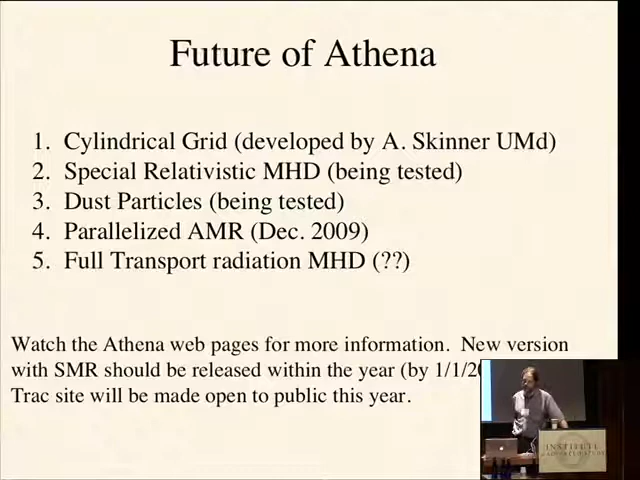 Future of Athena
1. Cylindrical Grid (developed by A. Skinner UMd)
2. Special Relativistic MHD (being tested)
3. Dust Particles (being tested)
4. Parallelized AMR (Dec. 2009)
5. Full Transport radiation MHD (??)
Watch the Athena web pages for more information. New version
with SMR should be released within the year (by 1/1/20
Trac site will be made open to public this year.
INSTITUTE